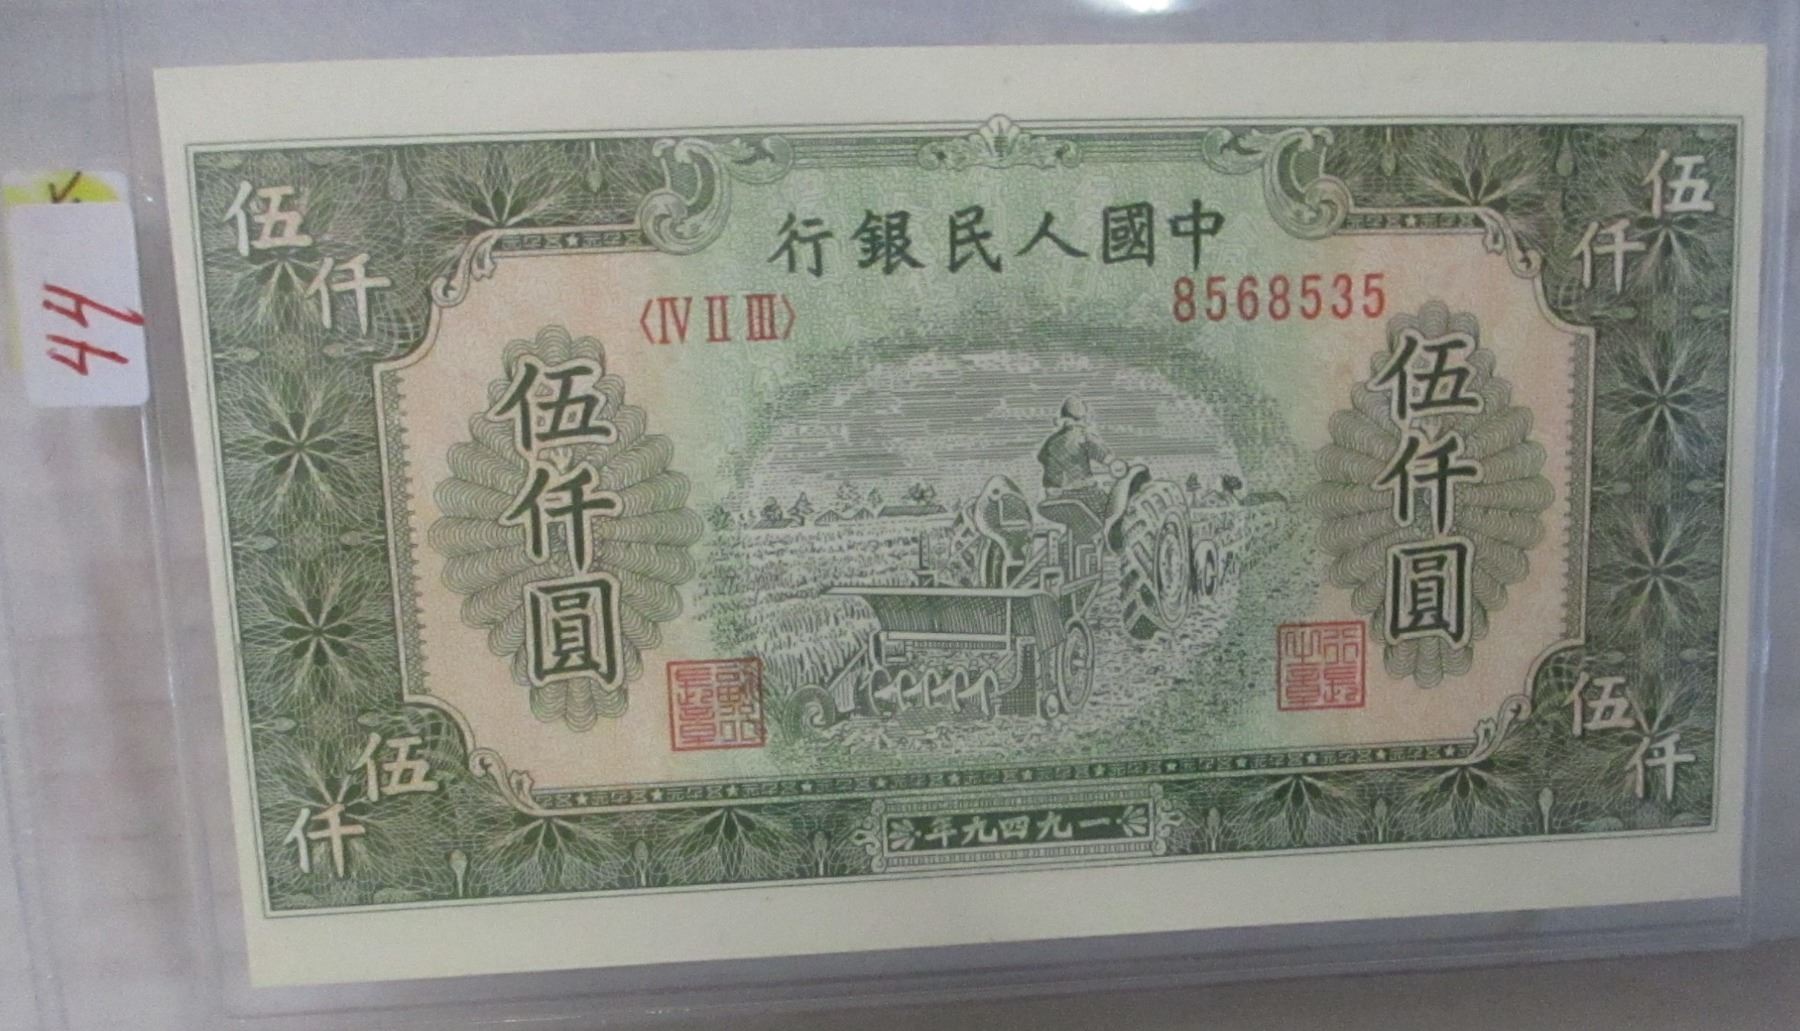 中國人民銀行
<IV II III>
8568535
伍仟
伍仟
伍仟圓
伍仟圓
伍仟
伍仟
一九四九年
44